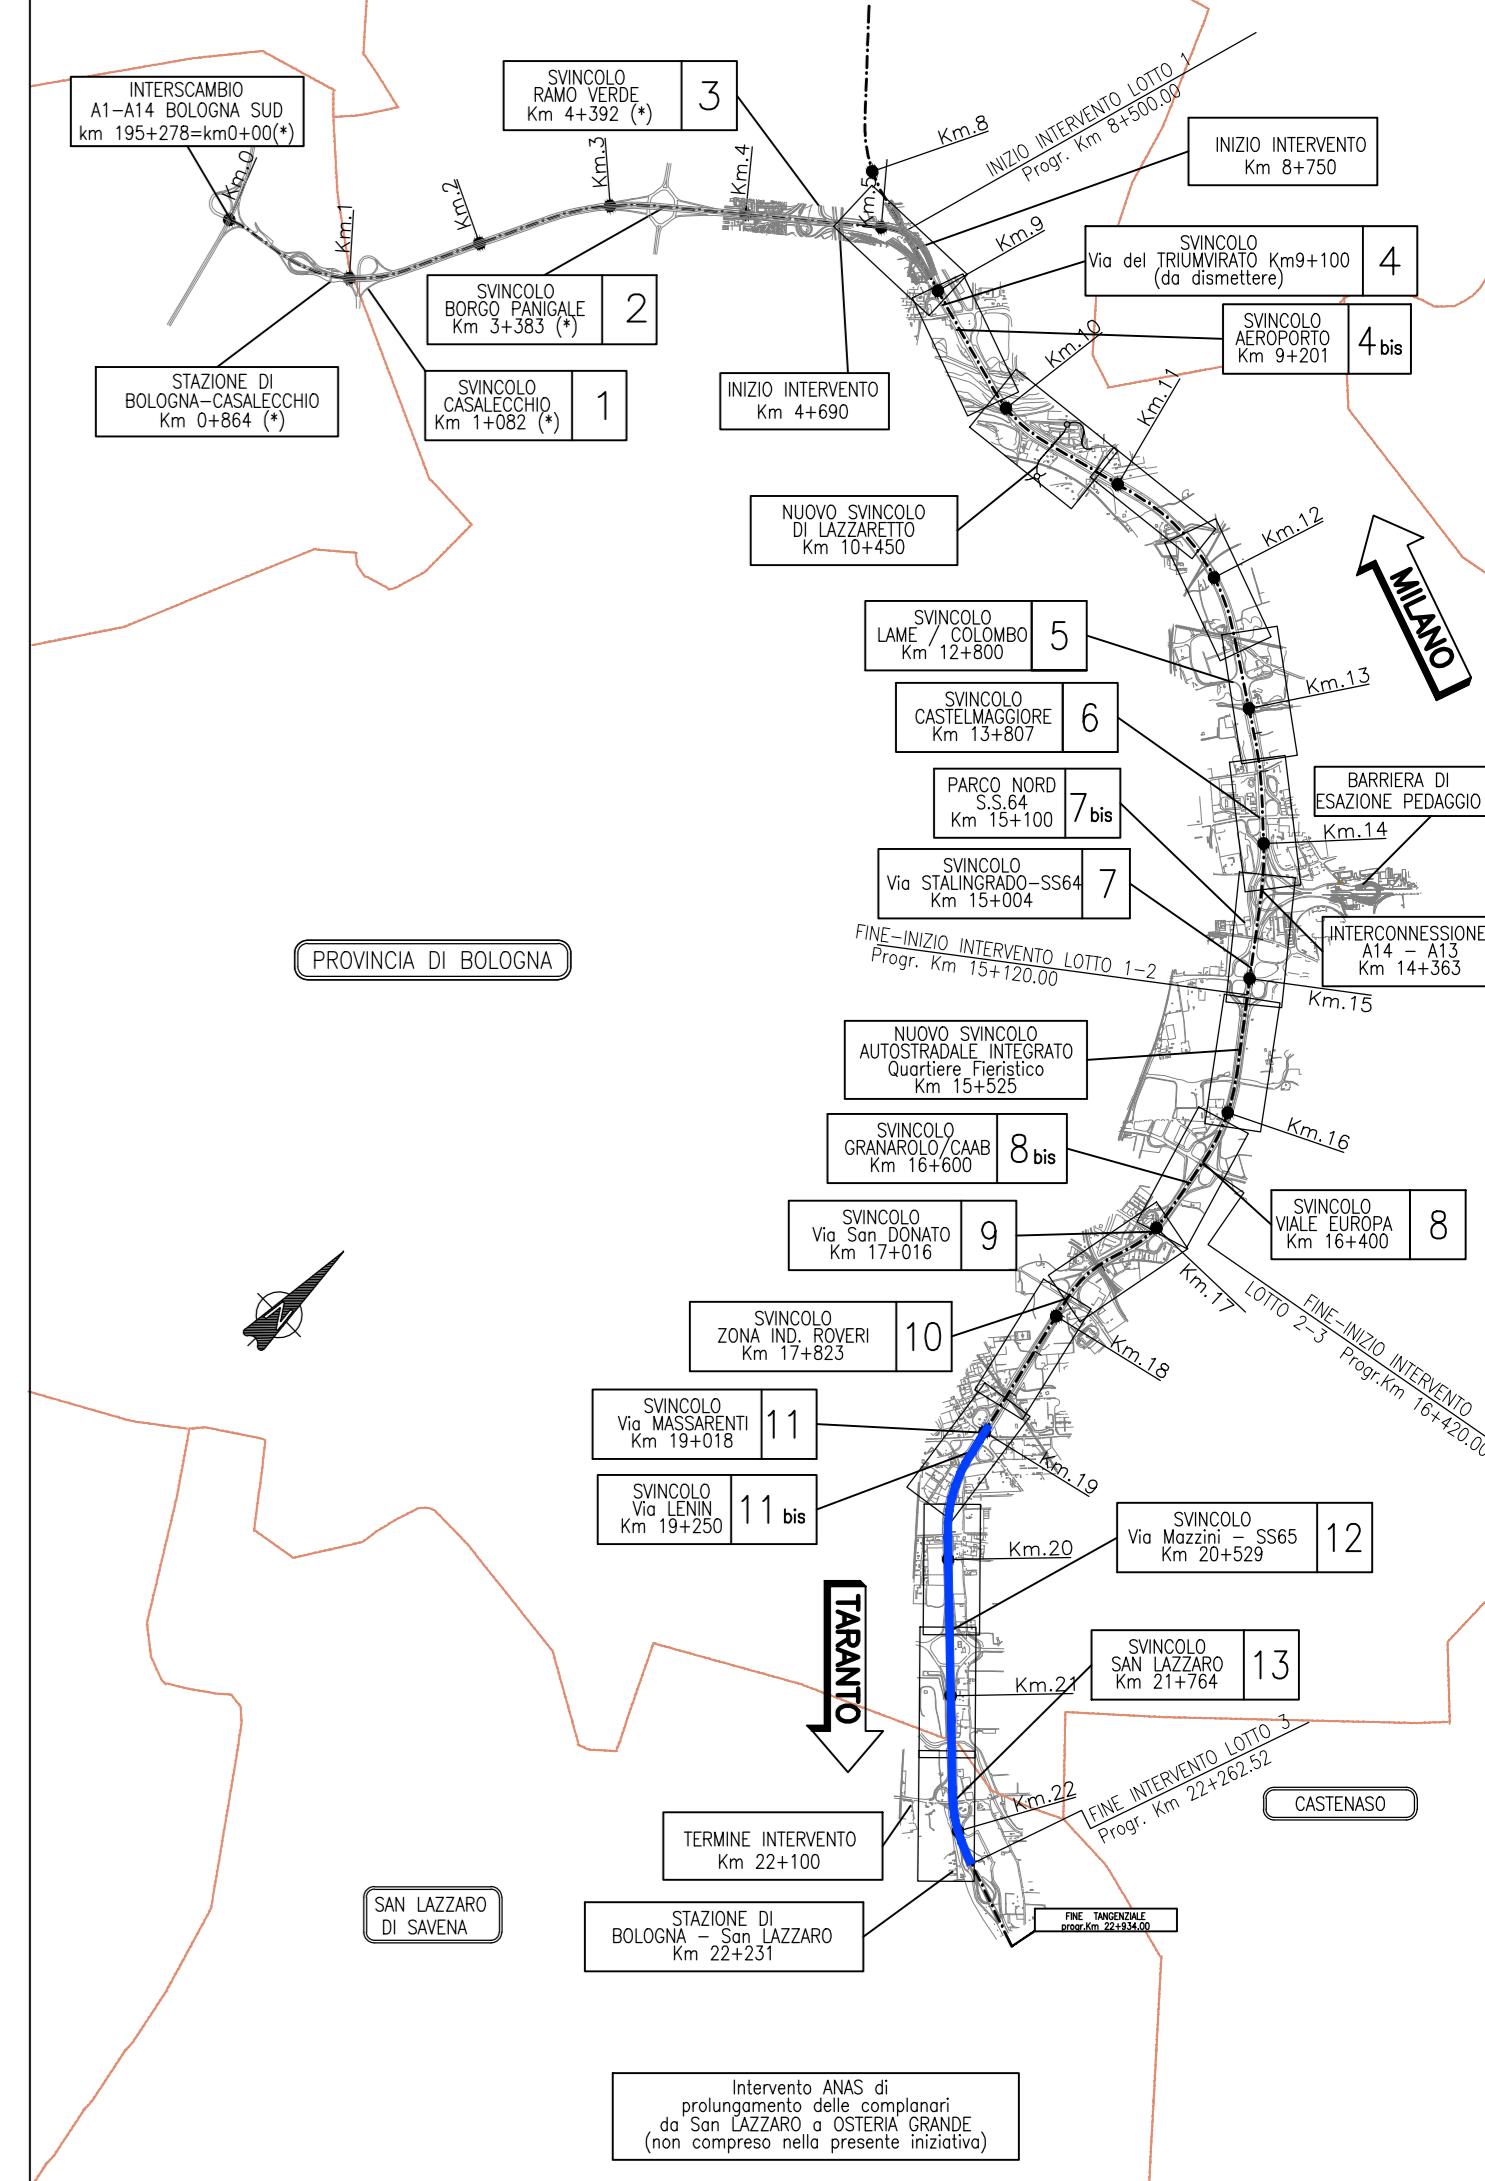 INTERSCAMBIO
A1-A14 BOLOGNA SUD
km 195+278=km0+00(*)
SVINCOLO
RAMO VERDE
Km 4+392 (*)
3
Km.0
Km.1
Km.2
Km.3
Km.4
Km.5
Km.8
INIZIO INTERVENTO LOTTO 1
Progr. Km 8+500.00
INIZIO INTERVENTO
Km 8+750
Km.9
SVINCOLO
Via del TRIUMVIRATO Km9+100
(da dismettere)
4
SVINCOLO
BORGO PANIGALE
Km 3+383 (*)
2
SVINCOLO
AEROPORTO
Km 9+201
4 bis
STAZIONE DI
BOLOGNA-CASALECCHIO
Km 0+864 (*)
SVINCOLO
CASALECCHIO
Km 1+082 (*)
1
INIZIO INTERVENTO
Km 4+690
Km.10
Km.11
NUOVO SVINCOLO
DI LAZZARETTO
Km 10+450
Km.12
MILANO
SVINCOLO
LAME / COLOMBO
Km 12+800
5
Km.13
SVINCOLO
CASTELMAGGIORE
Km 13+807
6
PARCO NORD
S.S.64
Km 15+100
7 bis
BARRIERA DI
ESAZIONE PEDAGGIO
Km.14
SVINCOLO
Via STALINGRADO-SS64
Km 15+004
7
FINE-INIZIO INTERVENTO LOTTO 1-2
Progr. Km 15+120.00
INTERCONNESSIONE
A14 - A13
Km 14+363
Km.15
PROVINCIA DI BOLOGNA
NUOVO SVINCOLO
AUTOSTRADALE INTEGRATO
Quartiere Fieristico
Km 15+525
Km.16
SVINCOLO
GRANAROLO/CAAB
Km 16+600
8 bis
SVINCOLO
VIALE EUROPA
Km 16+400
8
SVINCOLO
Via San DONATO
Km 17+016
9
Km.17
FINE-INIZIO INTERVENTO
LOTTO 2-3 Progr.Km 16+420.00
N
SVINCOLO
ZONA IND. ROVERI
Km 17+823
10
Km.18
SVINCOLO
Via MASSARENTI
Km 19+018
11
Km.19
SVINCOLO
Via LENIN
Km 19+250
11 bis
SVINCOLO
Via Mazzini - SS65
Km 20+529
12
Km.20
TARANTO
SVINCOLO
SAN LAZZARO
Km 21+764
13
Km.21
FINE INTERVENTO LOTTO 3
Progr. Km 22+262.52
Km.22
CASTENASO
TERMINE INTERVENTO
Km 22+100
SAN LAZZARO
DI SAVENA
STAZIONE DI
BOLOGNA - San LAZZARO
Km 22+231
FINE TANGENZIALE
progr.Km 22+934.00
Intervento ANAS di
prolungamento delle complanari
da San LAZZARO a OSTERIA GRANDE
(non compreso nella presente iniziativa)